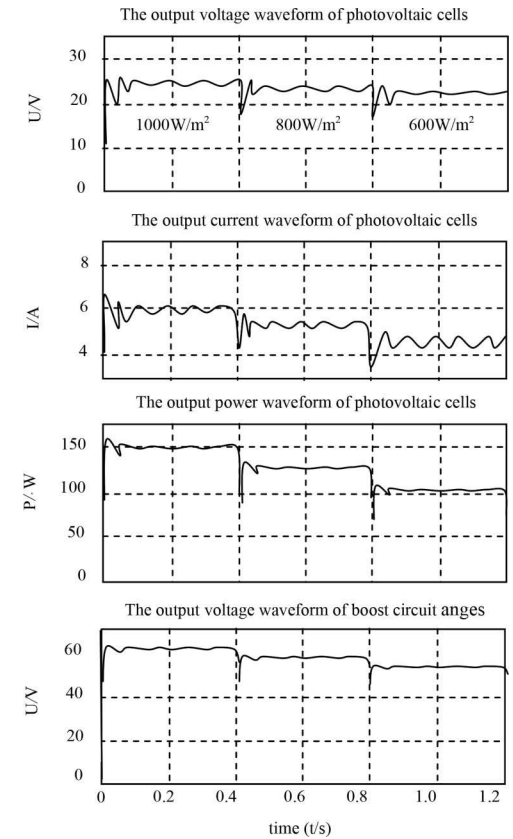 The output voltage waveform of photovoltaic cells
30
20
10
0
U/V
1000W/m²
800W/m²
600W/m²
The output current waveform of photovoltaic cells
8
6
4
I/A
The output power waveform of photovoltaic cells
150
100
50
0
P/·W
The output voltage waveform of boost circuit anges
60
40
20
0
U/V
0 0.2 0.4 0.6 0.8 1.0 1.2
time (t/s)